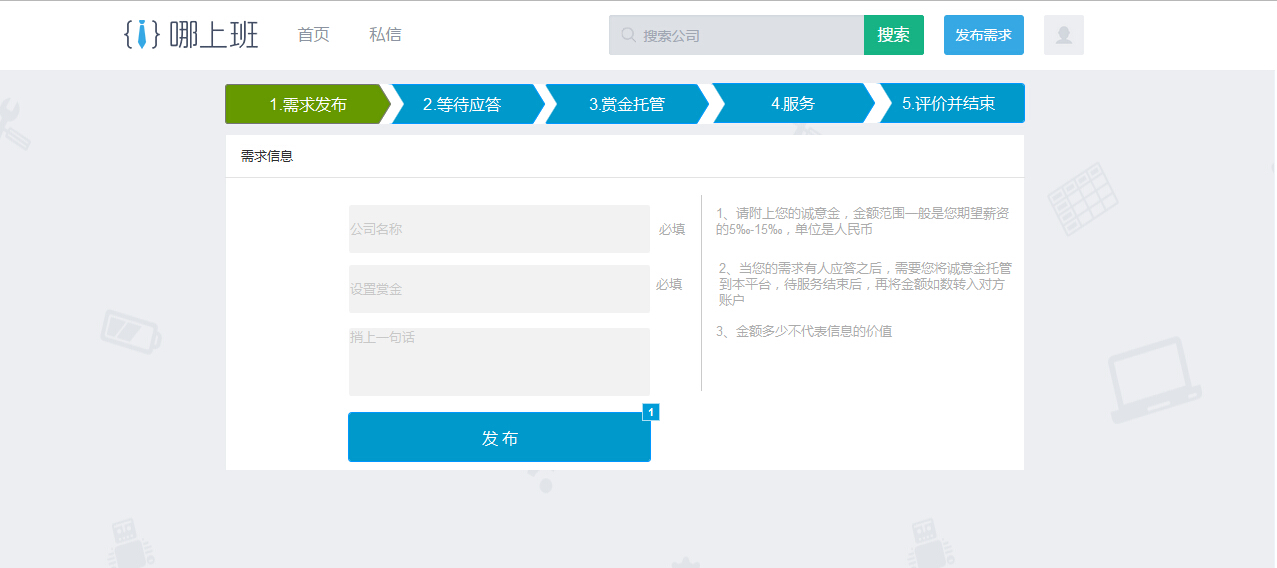 哪上班
首页
私信
搜索公司
搜索
发布需求
1.需求发布
2.等待应答
3.赏金托管
4.服务
5.评价并结束
需求信息
公司名称
必填
设置赏金
必填
捎上一句话
发 布
1
1、请附上您的诚意金，金额范围一般是您期望薪资
的5‰-15‰，单位是人民币
2、当您的需求有人应答之后，需要您将诚意金托管
到本平台，待服务结束后，再将金额如数转入对方
账户
3、金额多少不代表信息的价值